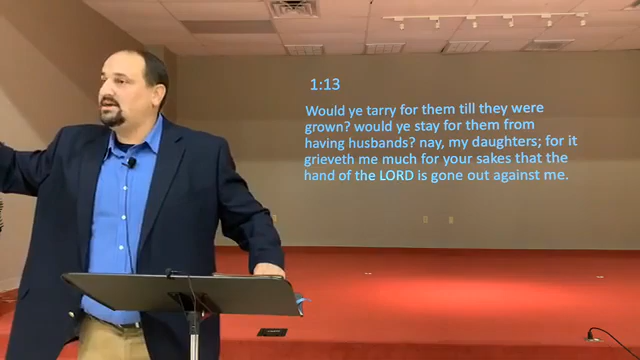 1:13
Would ye tarry for them till they were
grown? would ye stay for them from
having husbands? nay, my daughters; for it
grieveth me much for your sakes that the
hand of the LORD is gone out against me.